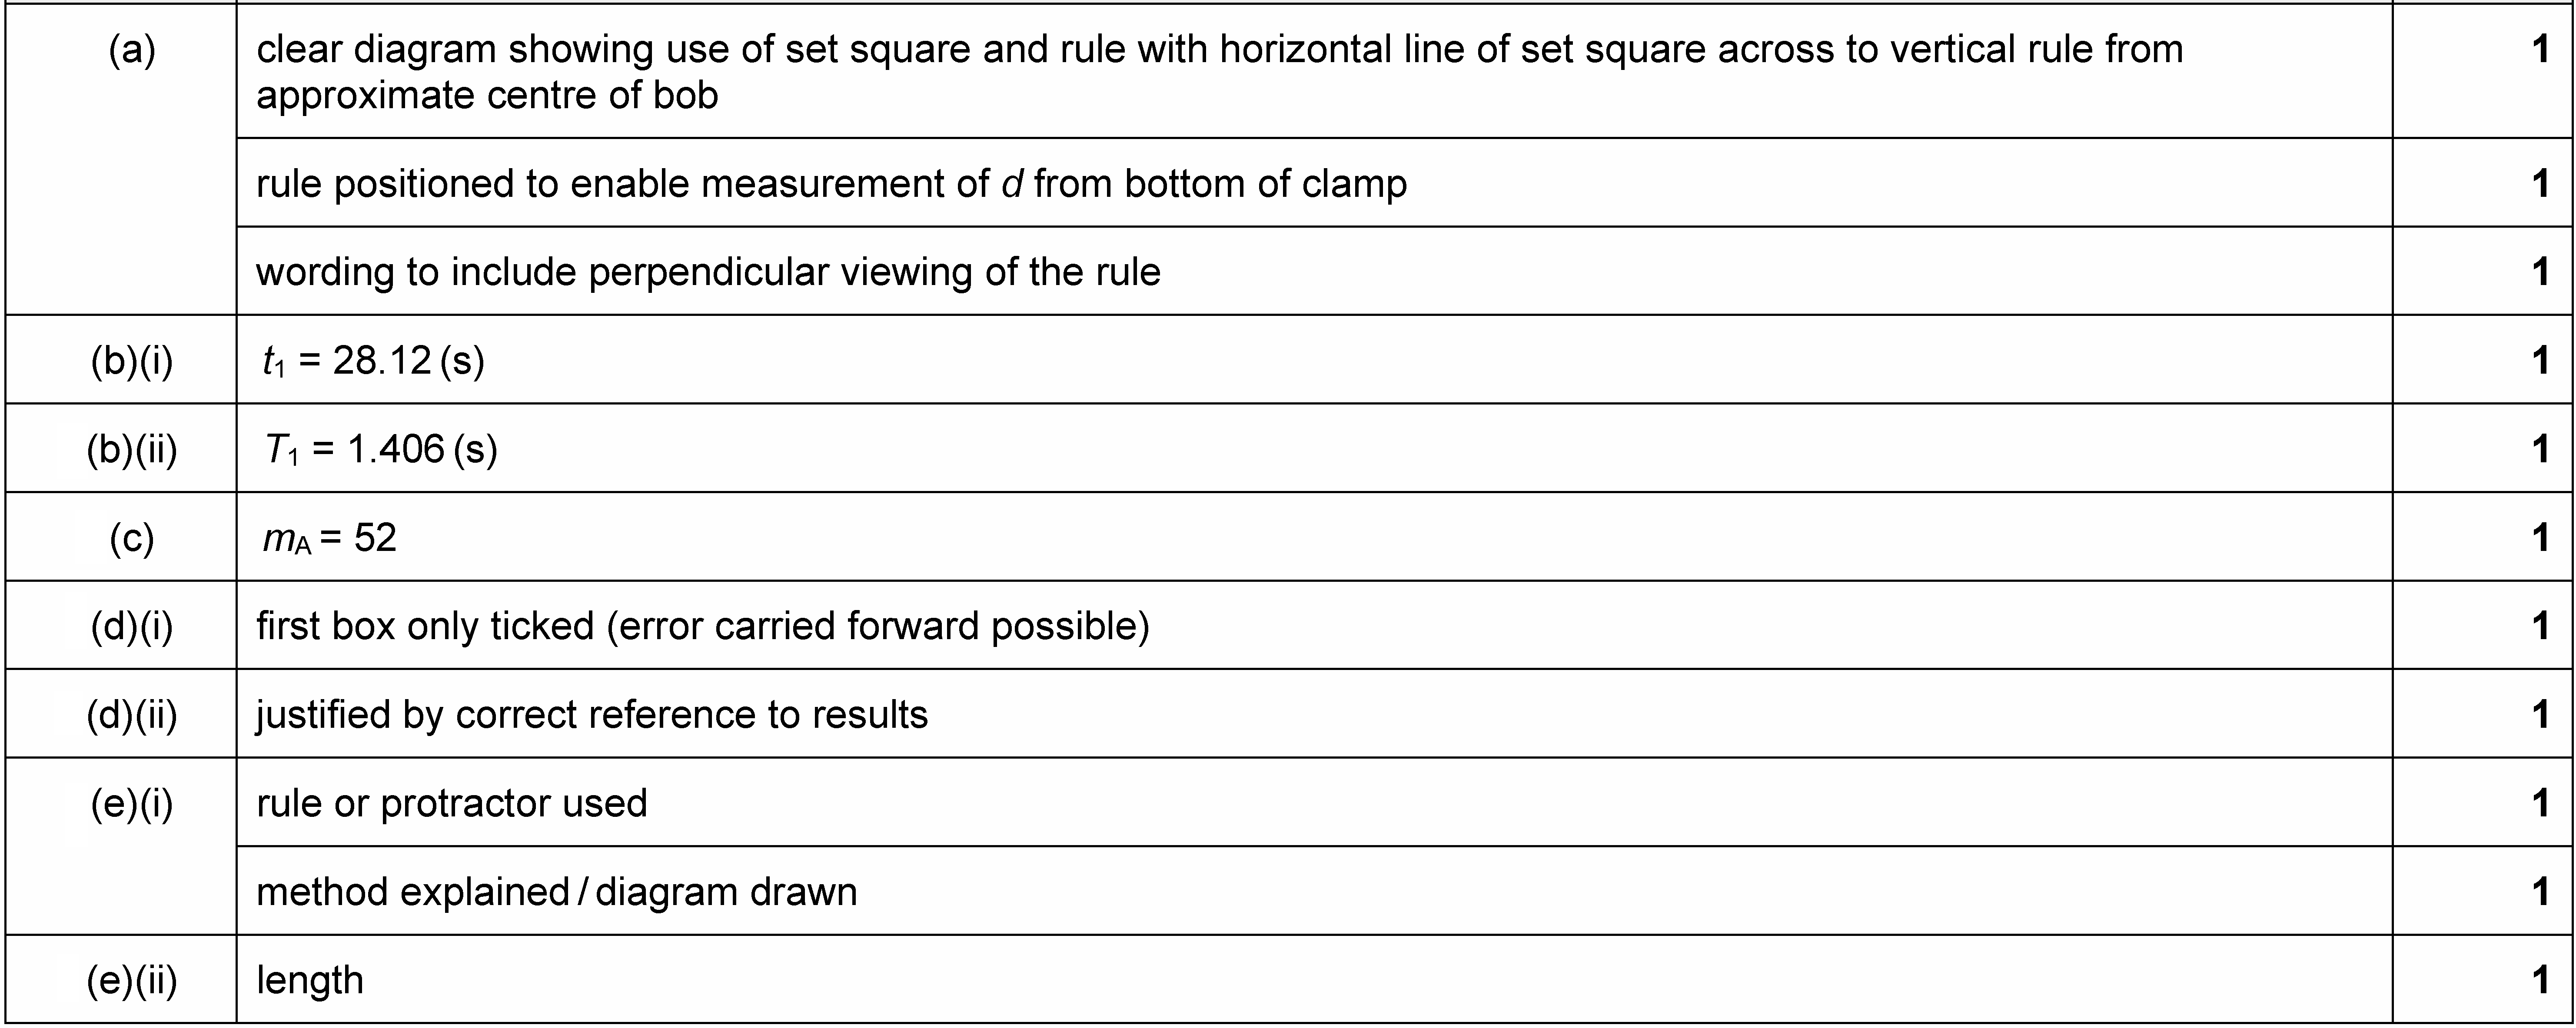 (a) clear diagram showing use of set square and rule with horizontal line of set square across to vertical rule from 1
approximate centre of bob
rule positioned to enable measurement of d from bottom of clamp 1
wording to include perpendicular viewing of the rule 1
(b)(i) t₁ = 28.12 (s) 1
(b)(ii) T₁ = 1.406 (s) 1
(c) mA = 52 1
(d)(i) first box only ticked (error carried forward possible) 1
(d)(ii) justified by correct reference to results 1
(e)(i) rule or protractor used 1
method explained / diagram drawn 1
(e)(ii) length 1